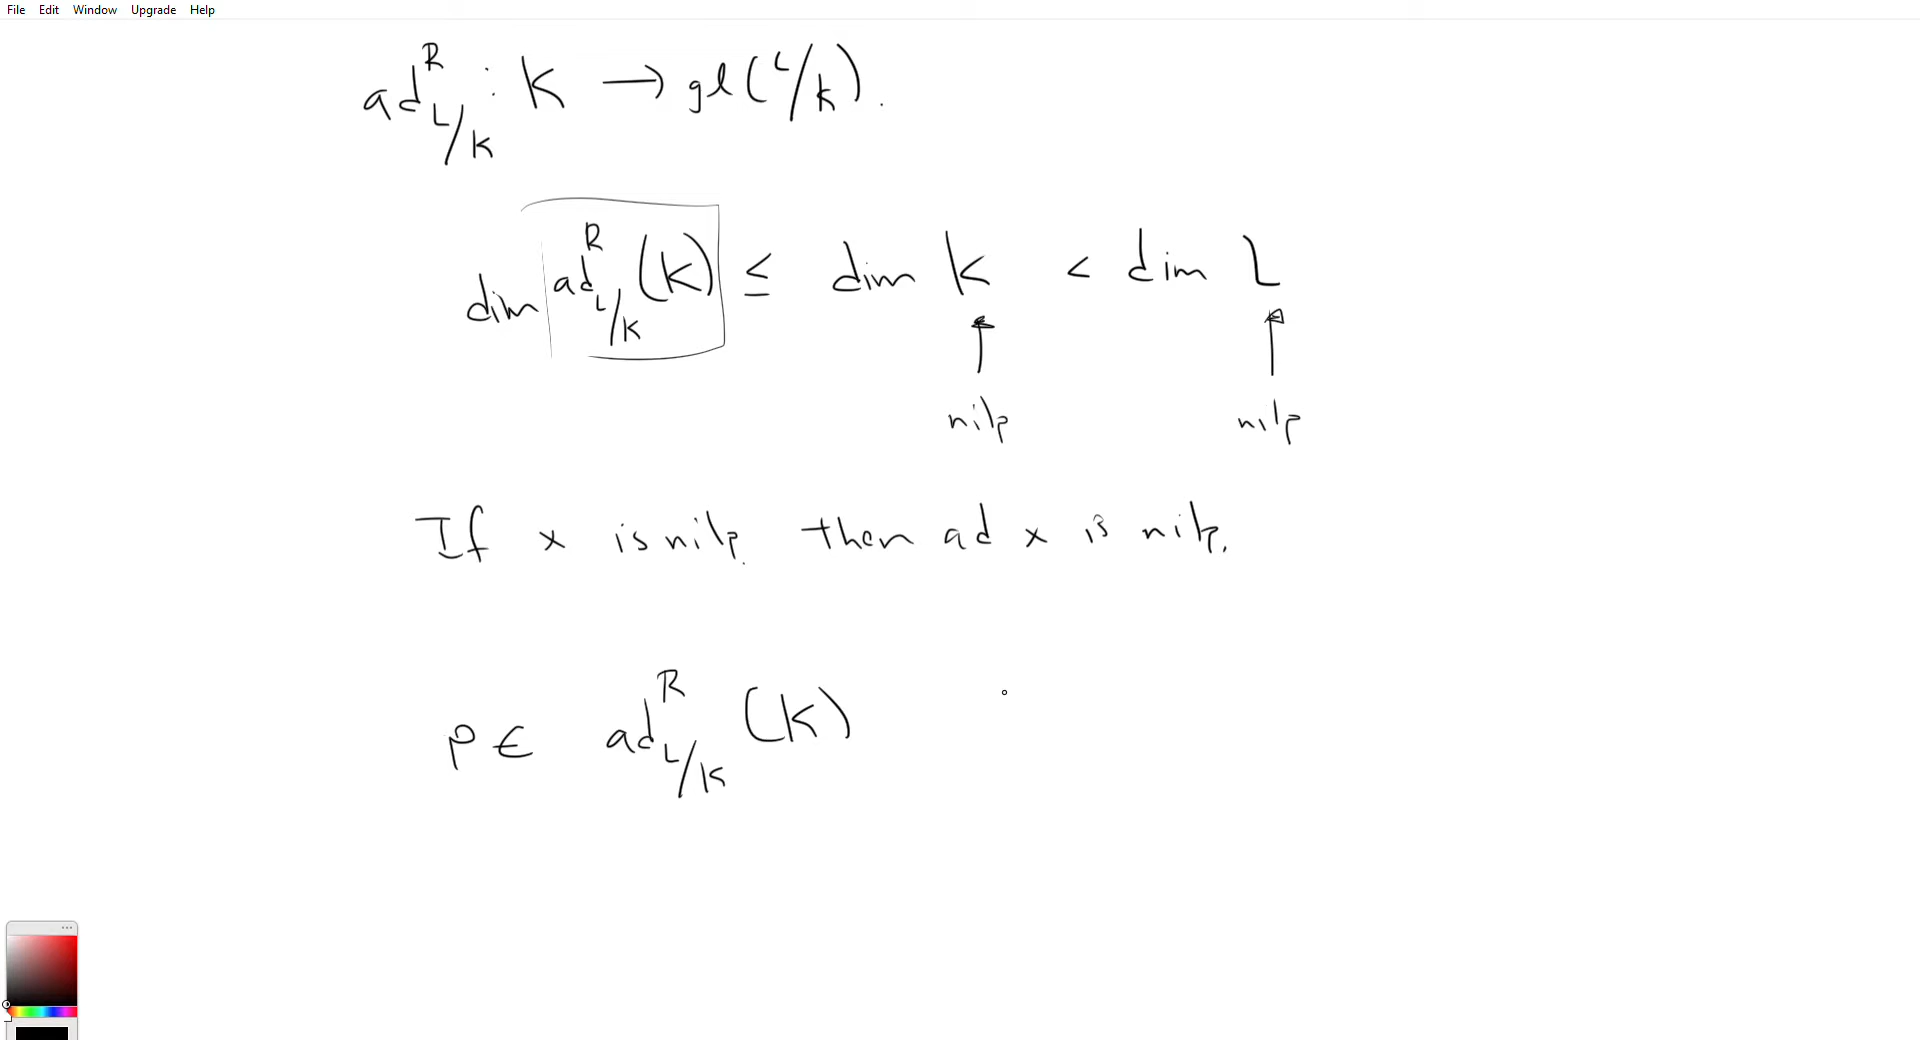 File Edit Window Upgrade Help
ad^R_{L/K} : K → gl(L/K).
dim ad^R_{L/K}(K) ≤ dim K < dim L
nilp nilp
If x is nilp. then ad x is nilp.
p ∈ ad^R_{L/K}(K)